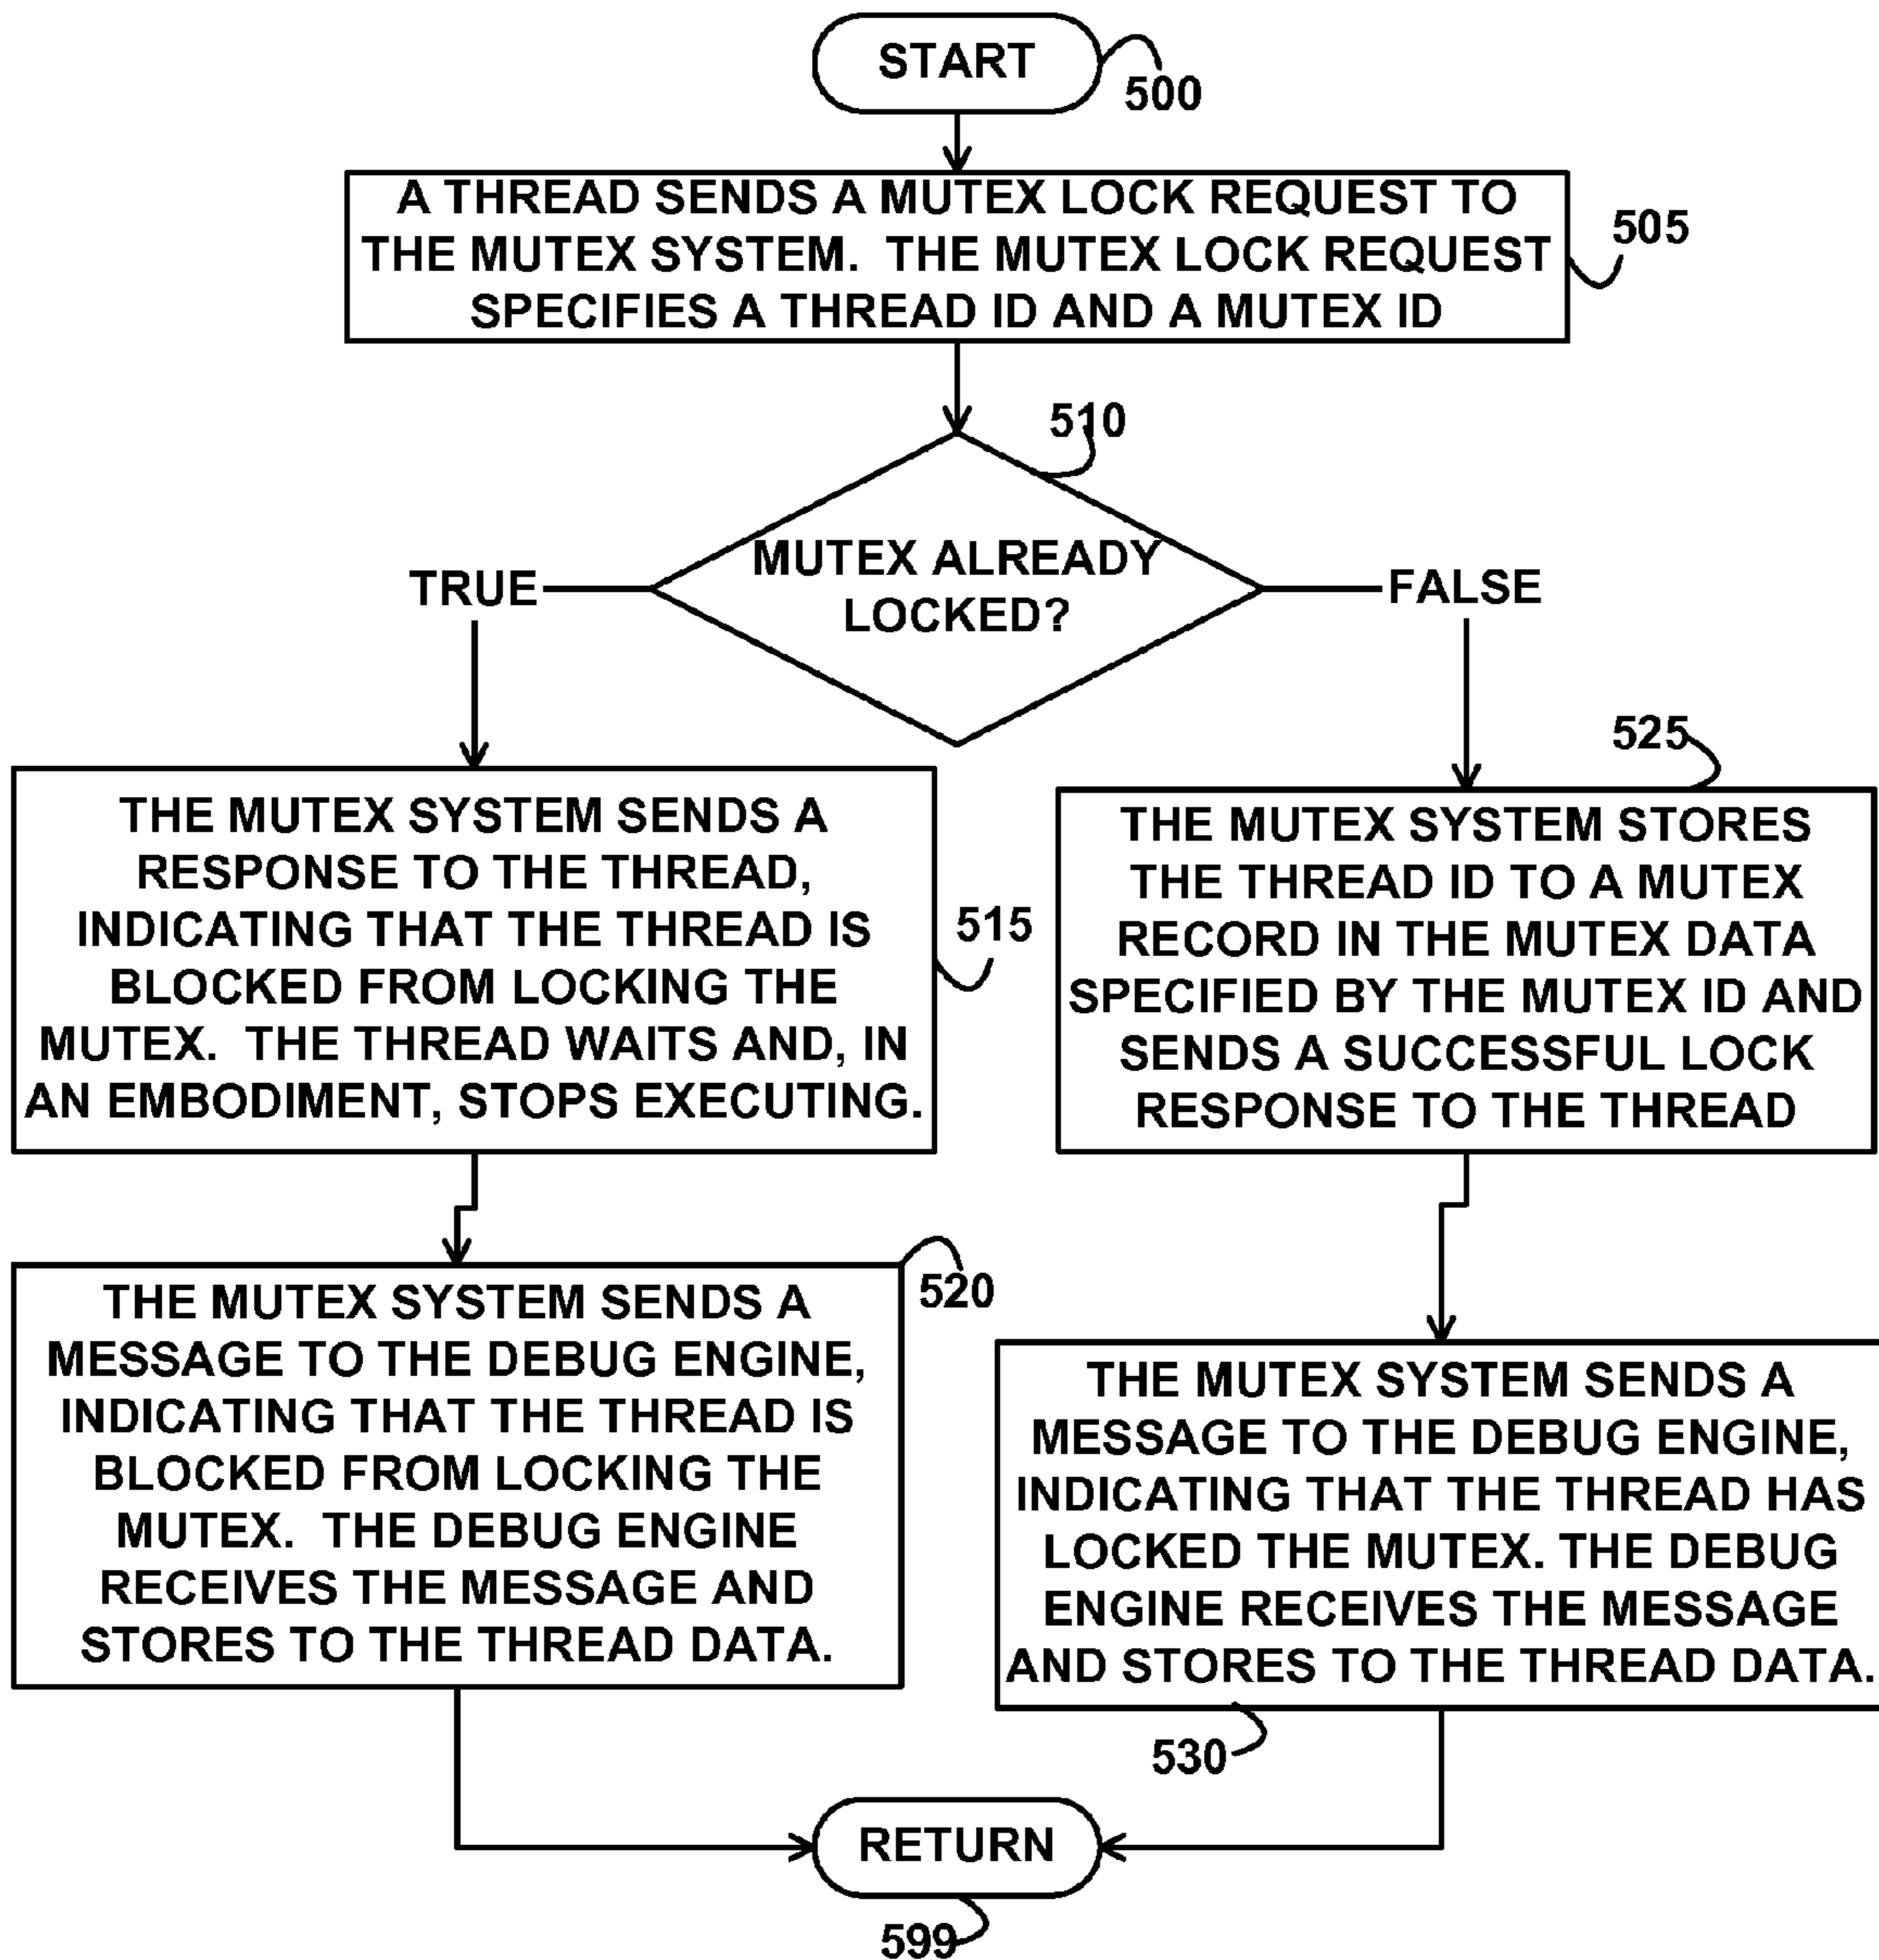 START
500
A THREAD SENDS A MUTEX LOCK REQUEST TO
THE MUTEX SYSTEM. THE MUTEX LOCK REQUEST
SPECIFIES A THREAD ID AND A MUTEX ID
505
510
MUTEX ALREADY
LOCKED?
TRUE
FALSE
THE MUTEX SYSTEM SENDS A
RESPONSE TO THE THREAD,
INDICATING THAT THE THREAD IS
BLOCKED FROM LOCKING THE
MUTEX. THE THREAD WAITS AND, IN
AN EMBODIMENT, STOPS EXECUTING.
515
525
THE MUTEX SYSTEM STORES
THE THREAD ID TO A MUTEX
RECORD IN THE MUTEX DATA
SPECIFIED BY THE MUTEX ID AND
SENDS A SUCCESSFUL LOCK
RESPONSE TO THE THREAD
THE MUTEX SYSTEM SENDS A
MESSAGE TO THE DEBUG ENGINE,
INDICATING THAT THE THREAD IS
BLOCKED FROM LOCKING THE
MUTEX. THE DEBUG ENGINE
RECEIVES THE MESSAGE AND
STORES TO THE THREAD DATA.
520
THE MUTEX SYSTEM SENDS A
MESSAGE TO THE DEBUG ENGINE,
INDICATING THAT THE THREAD HAS
LOCKED THE MUTEX. THE DEBUG
ENGINE RECEIVES THE MESSAGE
AND STORES TO THE THREAD DATA.
530
RETURN
599